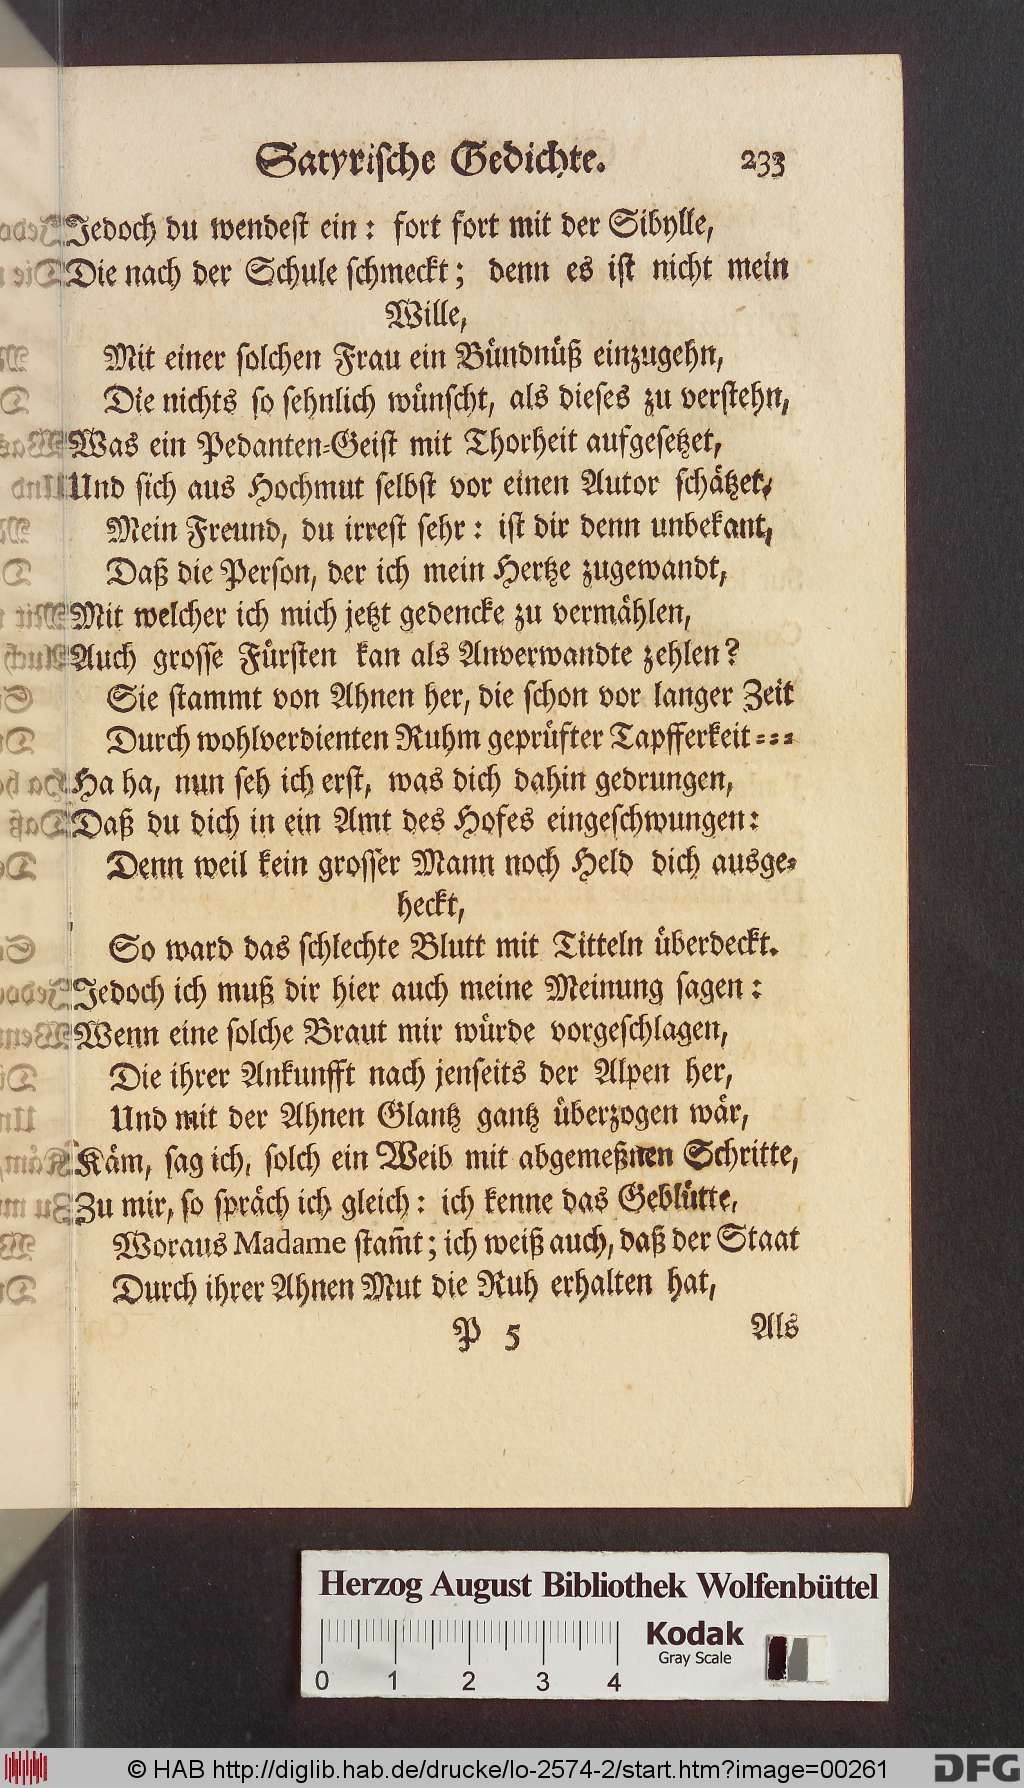 Satyrische Gedichte. 233
Jedoch du wendest ein: fort fort mit der Sibylle,
Die nach der Schule schmeckt; denn es ist nicht mein
Wille,
Mit einer solchen Frau ein Bündnüß einzugehn,
Die nichts so sehnlich wünscht, als dieses zu verstehn,
Was ein Pedanten-Geist mit Thorheit aufgesetzet,
Und sich aus Hochmut selbst vor einen Autor schätzet,
Mein Freund, du irrest sehr: ist dir denn unbekant,
Daß die Person, der ich mein Hertze zugewandt,
Mit welcher ich mich jetzt gedencke zu vermählen,
Auch grosse Fürsten kan als Anverwandte zehlen?
Sie stammt von Ahnen her, die schon vor langer Zeit
Durch wohlverdienten Ruhm geprüfter Tapfferkeit---
Ha ha, nun seh ich erst, was dich dahin gedrungen,
Daß du dich in ein Amt des Hofes eingeschwungen:
Denn weil kein grosser Mann noch Held dich ausge-
heckt,
So ward das schlechte Blutt mit Titteln überdeckt.
Jedoch ich muß dir hier auch meine Meinung sagen:
Wenn eine solche Braut mir würde vorgeschlagen,
Die ihrer Ankunfft nach jenseits der Alpen her,
Und mit der Ahnen Glantz gantz überzogen wär,
Käm, sag ich, solch ein Weib mit abgemeßnen Schritte,
Zu mir, so spräch ich gleich: ich kenne das Geblütte,
Woraus Madame stam̃t; ich weiß auch, daß der Staat
Durch ihrer Ahnen Mut die Ruh erhalten hat,
P 5 Als
Herzog August Bibliothek Wolfenbüttel
0 1 2 3 4
Kodak
Gray Scale
© HAB http://diglib.hab.de/drucke/lo-2574-2/start.htm?image=00261
DFG